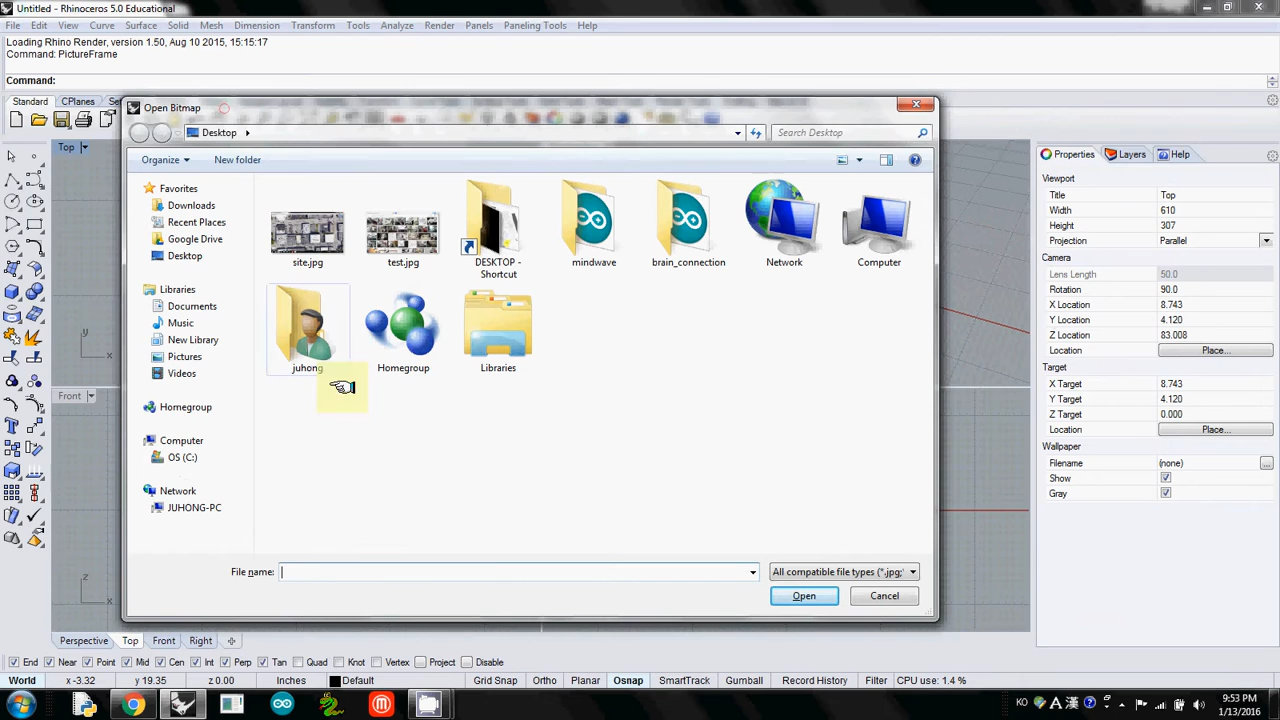 Untitled - Rhinoceros 5.0 Educational
File Edit View Curve Surface Solid Mesh Dimension Transform Tools Analyze Render Panels Paneling Tools Help
Loading Rhino Render, version 1.50, Aug 10 2015, 15:15:17
Command: PictureFrame
Command:
Standard CPlanes
Open Bitmap
Desktop
Search Desktop
Organize New folder
Favorites
Downloads
Recent Places
Google Drive
Desktop
Libraries
Documents
Music
New Library
Pictures
Videos
Homegroup
Computer
OS (C:)
Network
JUHONG-PC
site.jpg
test.jpg
DESKTOP -
Shortcut
mindwave
brain_connection
Network
Computer
juhong
Homegroup
Libraries
File name:
All compatible file types (*.jpg;*
Open Cancel
Top
Front
y
x
z
x
Properties Layers Help
Viewport
Title Top
Width 610
Height 307
Projection Parallel
Camera
Lens Length 50.0
Rotation 90.0
X Location 8.743
Y Location 4.120
Z Location 83.008
Location Place...
Target
X Target 8.743
Y Target 4.120
Z Target 0.000
Location Place...
Wallpaper
Filename (none) ...
Show
Gray
Perspective Top Front Right
End Near Point Mid Cen Int Perp Tan Quad Knot Vertex Project Disable
World x -3.32 y 19.35 z 0.00 Inches Default Grid Snap Ortho Planar Osnap SmartTrack Gumball Record History Filter CPU use: 1.4 %
KO A 漢
9:53 PM
1/13/2016